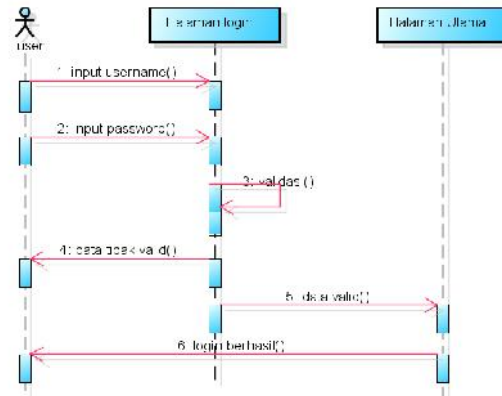 user
Halaman login
Halaman Utama
1: input username()
2: input password()
3: validasi()
4: data tidak valid()
5: data valid()
6: login berhasil()